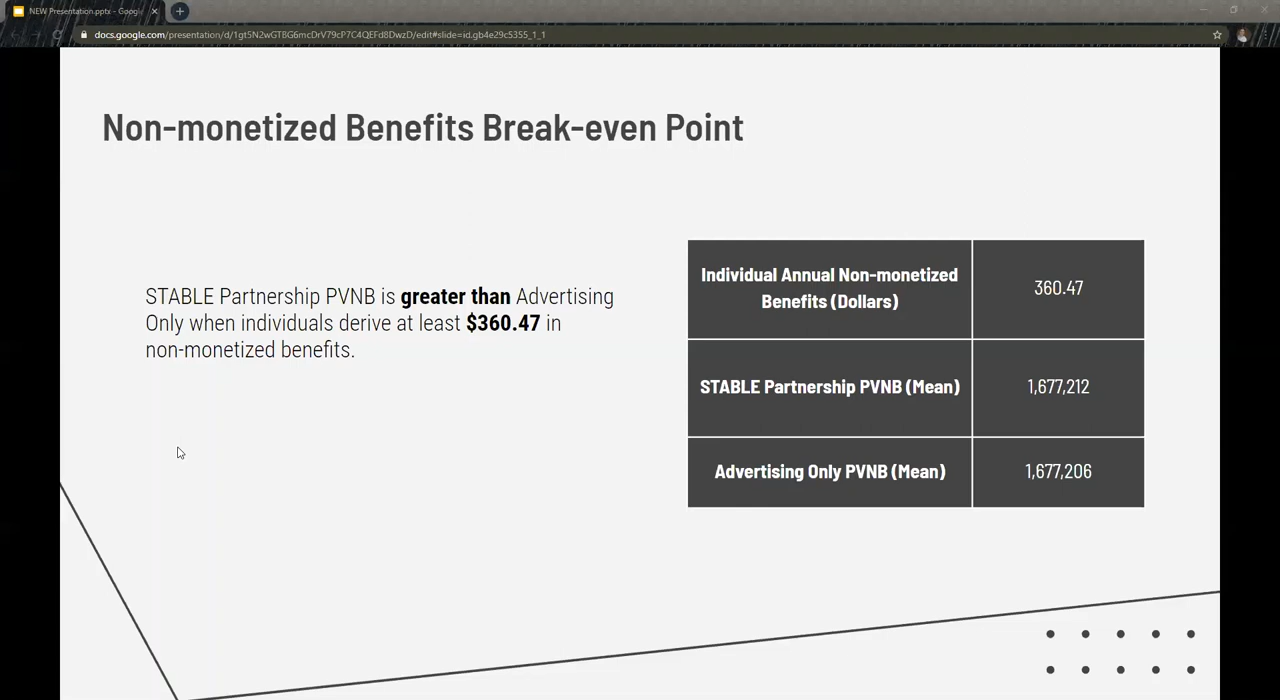 NEW Presentation.pptx - Googl
docs.google.com/presentation/d/1gt5N2wGTBG6mcDrV79cP7C4QEFd8DwzD/edit#slide=id.gb4e29c5355_1_1
Non-monetized Benefits Break-even Point
STABLE Partnership PVNB is greater than Advertising
Only when individuals derive at least $360.47 in
non-monetized benefits.
Individual Annual Non-monetized
Benefits (Dollars)
360.47
STABLE Partnership PVNB (Mean)
1,677,212
Advertising Only PVNB (Mean)
1,677,206